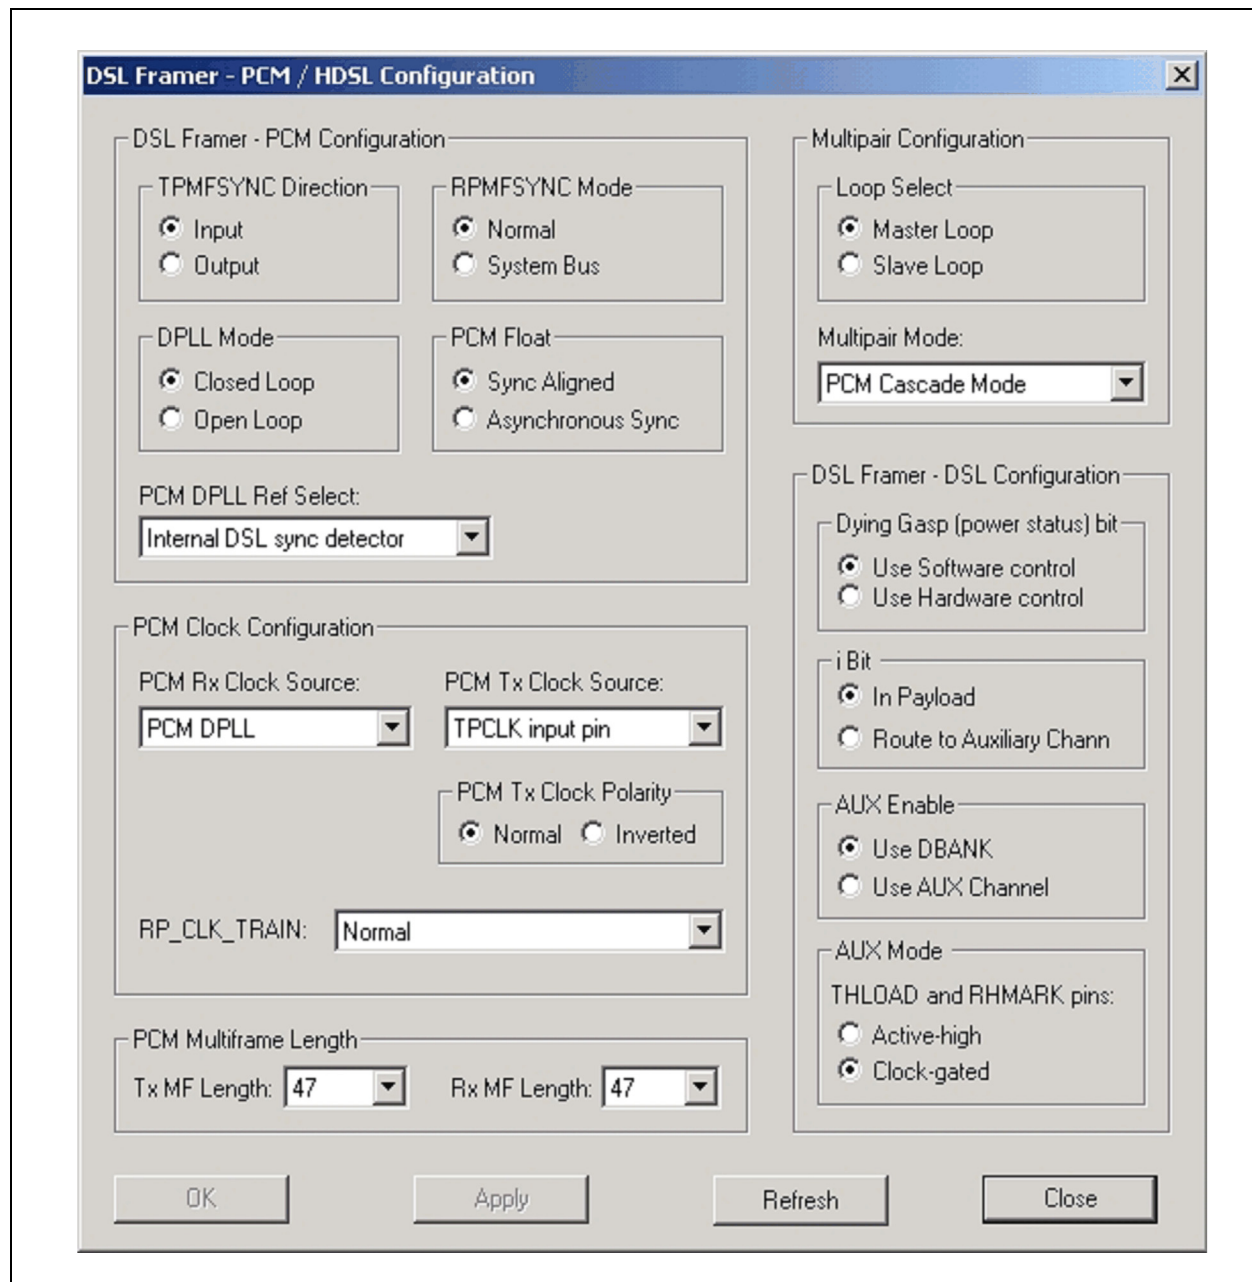 DSL Framer - PCM / HDSL Configuration
DSL Framer - PCM Configuration
TPMFSYNC Direction
Input
Output
RPMFSYNC Mode
Normal
System Bus
DPLL Mode
Closed Loop
Open Loop
PCM Float
Sync Aligned
Asynchronous Sync
PCM DPLL Ref Select:
Internal DSL sync detector
PCM Clock Configuration
PCM Rx Clock Source:
PCM DPLL
PCM Tx Clock Source:
TPCLK input pin
PCM Tx Clock Polarity
Normal Inverted
RP_CLK_TRAIN: Normal
PCM Multiframe Length
Tx MF Length: 47 Rx MF Length: 47
Multipair Configuration
Loop Select
Master Loop
Slave Loop
Multipair Mode:
PCM Cascade Mode
DSL Framer - DSL Configuration
Dying Gasp (power status) bit
Use Software control
Use Hardware control
i Bit
In Payload
Route to Auxiliary Chann
AUX Enable
Use DBANK
Use AUX Channel
AUX Mode
THLOAD and RHMARK pins:
Active-high
Clock-gated
OK Apply Refresh Close